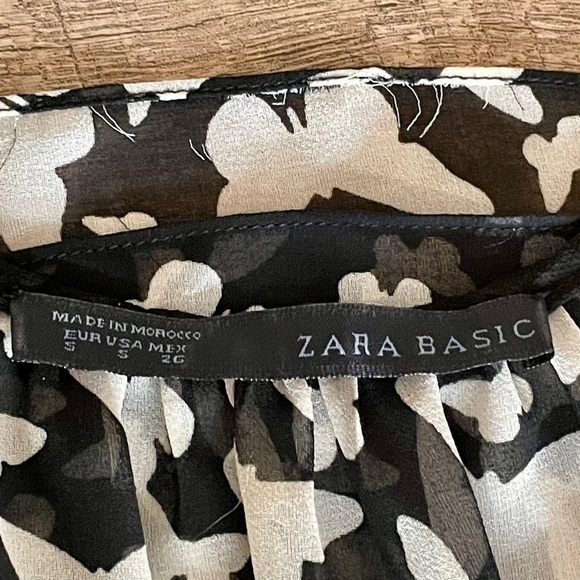 MADE IN MOROCCO
EUR USA MEX
S S 26
ZARA BASIC